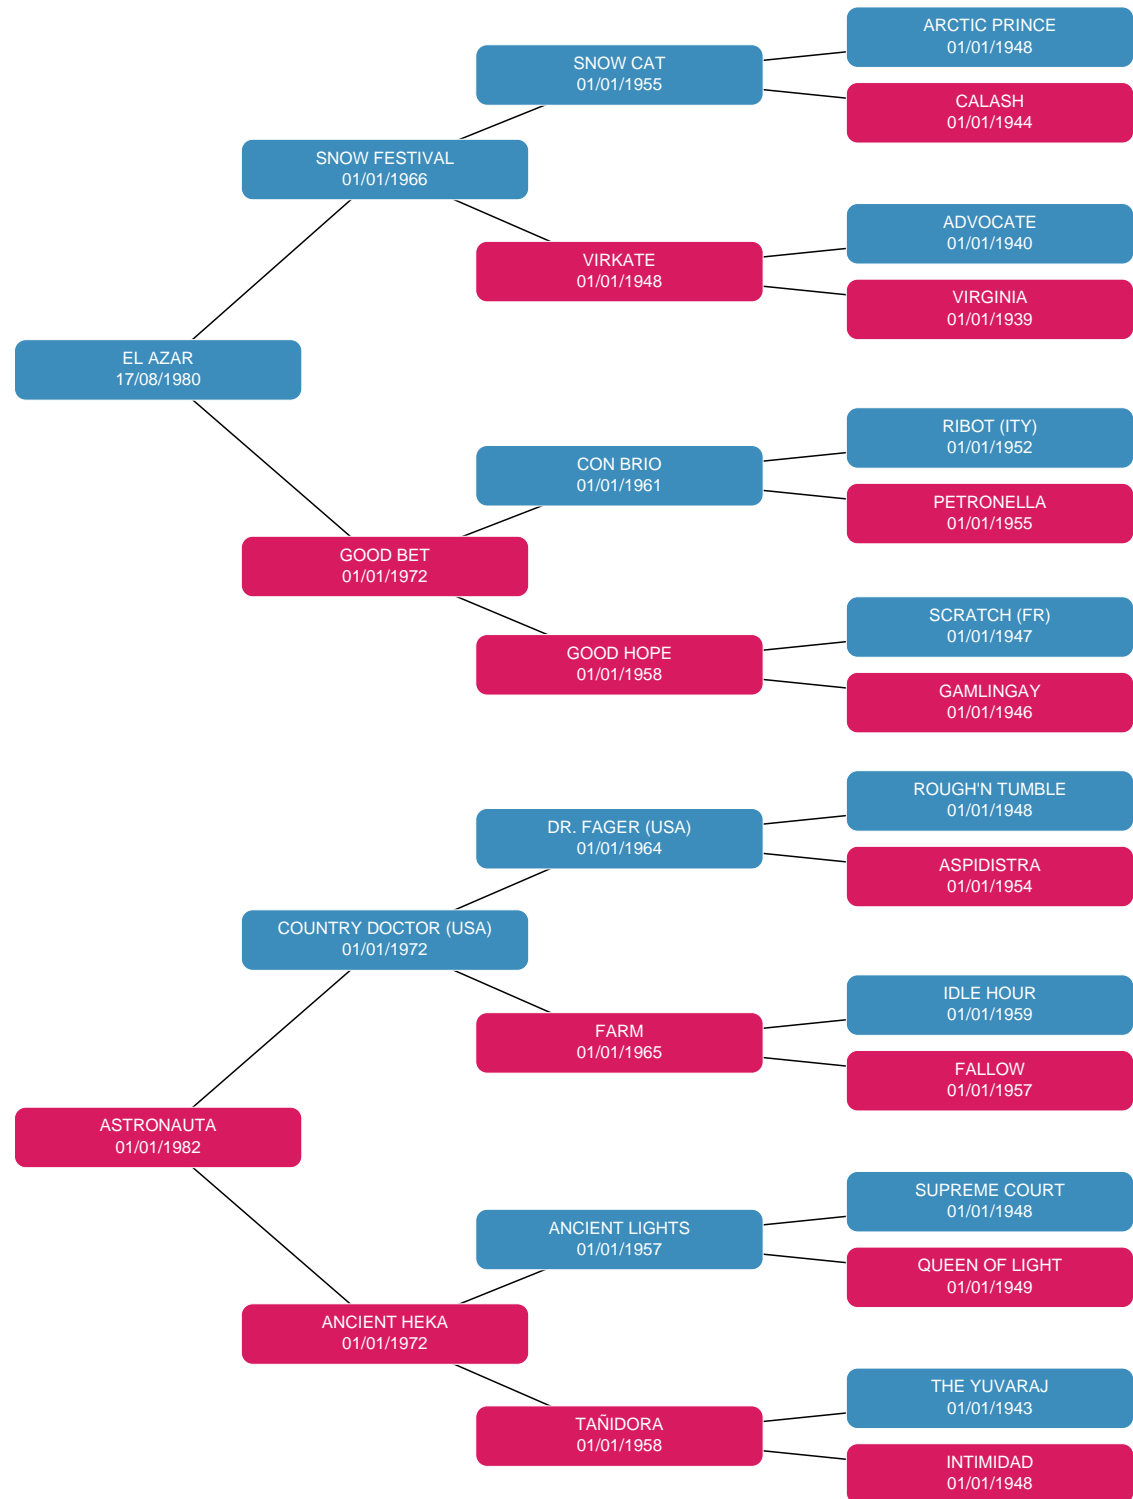 ARCTIC PRINCE
01/01/1948
SNOW CAT
01/01/1955
CALASH
01/01/1944
SNOW FESTIVAL
01/01/1966
ADVOCATE
01/01/1940
VIRKATE
01/01/1948
VIRGINIA
01/01/1939
EL AZAR
17/08/1980
RIBOT (ITY)
01/01/1952
CON BRIO
01/01/1961
PETRONELLA
01/01/1955
GOOD BET
01/01/1972
SCRATCH (FR)
01/01/1947
GOOD HOPE
01/01/1958
GAMLINGAY
01/01/1946
ROUGH'N TUMBLE
01/01/1948
DR. FAGER (USA)
01/01/1964
ASPIDISTRA
01/01/1954
COUNTRY DOCTOR (USA)
01/01/1972
IDLE HOUR
01/01/1959
FARM
01/01/1965
FALLOW
01/01/1957
ASTRONAUTA
01/01/1982
SUPREME COURT
01/01/1948
ANCIENT LIGHTS
01/01/1957
QUEEN OF LIGHT
01/01/1949
ANCIENT HEKA
01/01/1972
THE YUVARAJ
01/01/1943
TAÑIDORA
01/01/1958
INTIMIDAD
01/01/1948